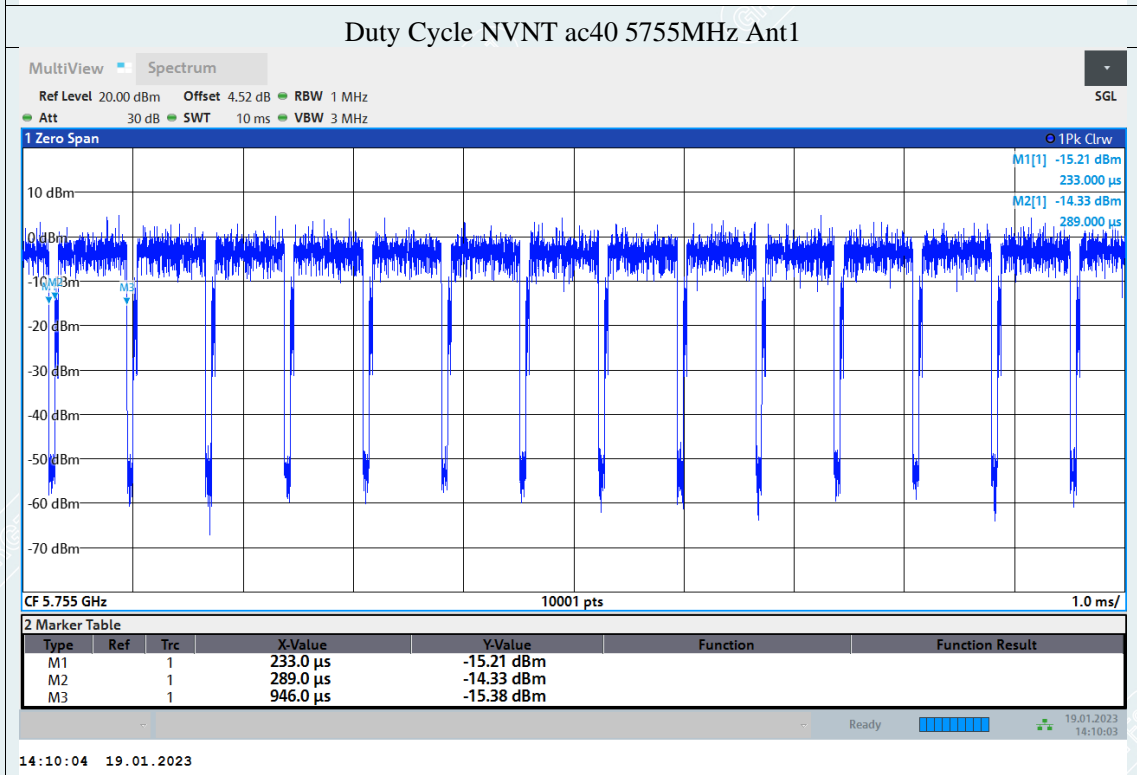 Duty Cycle NVNT ac40 5755MHz Ant1
MultiView Spectrum
SGL
Ref Level 20.00 dBm Offset 4.52 dB RBW 1 MHz
Att 30 dB SWT 10 ms VBW 3 MHz
1 Zero Span 1Pk Clrw
M1[1] -15.21 dBm
233.000 µs
M2[1] -14.33 dBm
289.000 µs
10 dBm
0 dBm
-10 dBm
M2
M3
-20 dBm
-30 dBm
-40 dBm
-50 dBm
-60 dBm
-70 dBm
CF 5.755 GHz 10001 pts 1.0 ms/
2 Marker Table
Type Ref Trc X-Value Y-Value Function Function Result
M1 1 233.0 µs -15.21 dBm
M2 1 289.0 µs -14.33 dBm
M3 1 946.0 µs -15.38 dBm
Ready 19.01.2023
14:10:03
14:10:04 19.01.2023